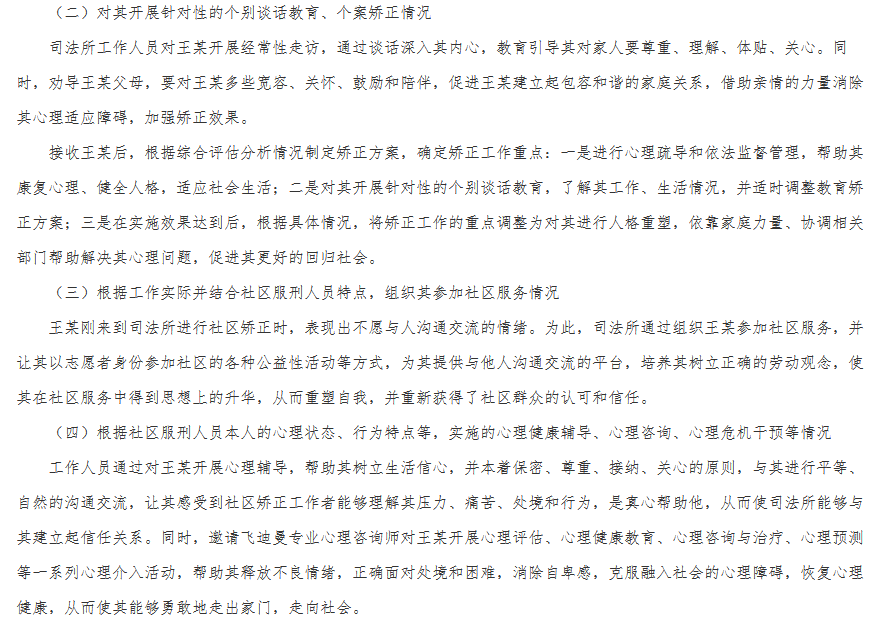 （二）对其开展针对性的个别谈话教育、个案矫正情况
司法所工作人员对王某开展经常性走访，通过谈话深入其内心，教育引导其对家人要尊重、理解、体贴、关心。同
时，劝导王某父母，要对王某多些宽容、关怀、鼓励和陪伴，促进王某建立起包容和谐的家庭关系，借助亲情的力量消除
其心理适应障碍，加强矫正效果。
接收王某后，根据综合评估分析情况制定矫正方案，确定矫正工作重点：一是进行心理疏导和依法监督管理，帮助其
康复心理、健全人格，适应社会生活；二是对其开展针对性的个别谈话教育，了解其工作、生活情况，并适时调整教育矫
正方案；三是在实施效果达到后，根据具体情况，将矫正工作的重点调整为对其进行人格重塑，依靠家庭力量、协调相关
部门帮助解决其心理问题，促进其更好的回归社会。
（三）根据工作实际并结合社区服刑人员特点，组织其参加社区服务情况
王某刚来到司法所进行社区矫正时，表现出不愿与人沟通交流的情绪。为此，司法所通过组织王某参加社区服务，并
让其以志愿者身份参加社区的各种公益性活动等方式，为其提供与他人沟通交流的平台，培养其树立正确的劳动观念，使
其在社区服务中得到思想上的升华，从而重塑自我，并重新获得了社区群众的认可和信任。
（四）根据社区服刑人员本人的心理状态、行为特点等，实施的心理健康辅导、心理咨询、心理危机干预等情况
工作人员通过对王某开展心理辅导，帮助其树立生活信心，并本着保密、尊重、接纳、关心的原则，与其进行平等、
自然的沟通交流，让其感受到社区矫正工作者能够理解其压力、痛苦、处境和行为，是真心帮助他，从而使司法所能够与
其建立起信任关系。同时，邀请飞迪曼专业心理咨询师对王某开展心理评估、心理健康教育、心理咨询与治疗、心理预测
等一系列心理介入活动，帮助其释放不良情绪，正确面对处境和困难，消除自卑感，克服融入社会的心理障碍，恢复心理
健康，从而使其能够勇敢地走出家门，走向社会。